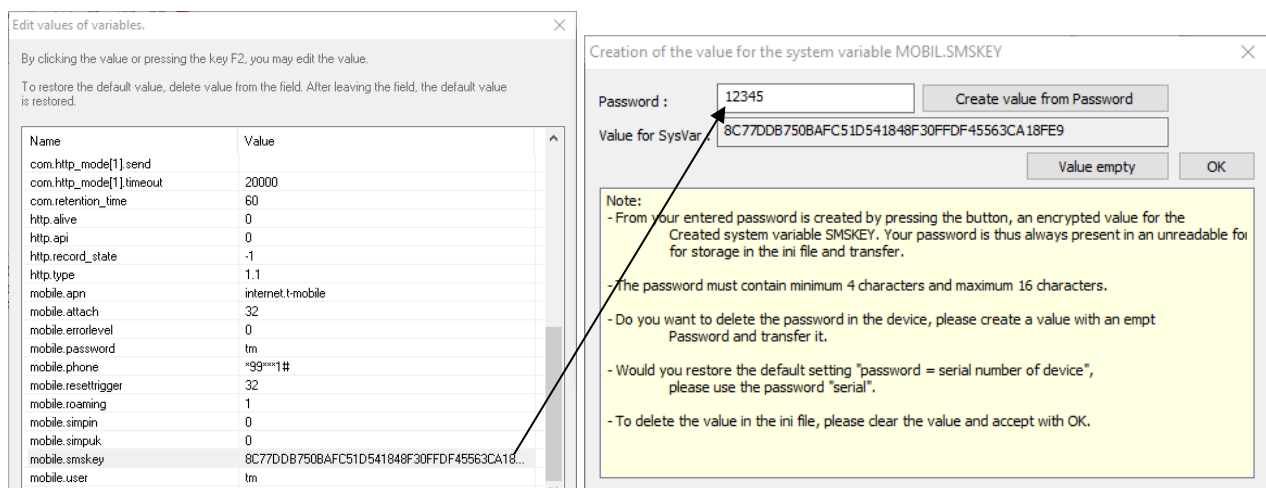 Edit values of variables.
By clicking the value or pressing the key F2, you may edit the value.
To restore the default value, delete value from the field. After leaving the field, the default value
is restored.
Name Value
com.http_mode[1].send
com.http_mode[1].timeout 20000
com.retention_time 60
http.alive 0
http.api 0
http.record_state -1
http.type 1.1
mobile.apn internet.t-mobile
mobile.attach 32
mobile.errorlevel 0
mobile.password tm
mobile.phone *99***1#
mobile.resettrigger 32
mobile.roaming 1
mobile.simpin 0
mobile.simpuk 0
mobile.smskey 8C77DDB750BAFC51D541848F30FFDF45563CA18...
mobile.user tm
Creation of the value for the system variable MOBIL.SMSKEY
Password : 12345 Create value from Password
Value for SysVar : 8C77DDB750BAFC51D541848F30FFDF45563CA18FE9
Value empty OK
Note:
- From your entered password is created by pressing the button, an encrypted value for the
Created system variable SMSKEY. Your password is thus always present in an unreadable for
for storage in the ini file and transfer.
- The password must contain minimum 4 characters and maximum 16 characters.
- Do you want to delete the password in the device, please create a value with an empt
Password and transfer it.
- Would you restore the default setting "password = serial number of device",
please use the password "serial".
- To delete the value in the ini file, please clear the value and accept with OK.